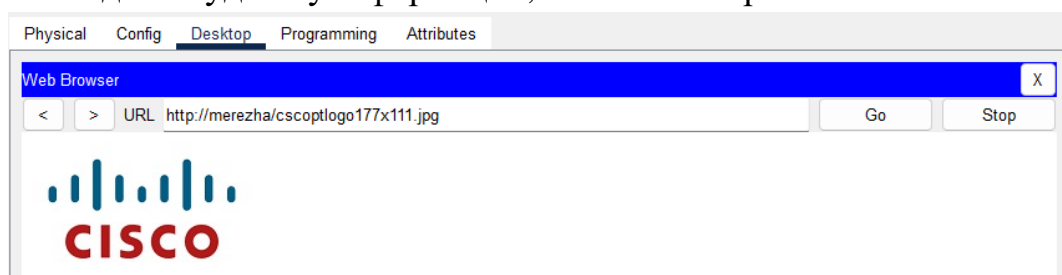 Physical Config Desktop Programming Attributes
Web Browser X
< > URL http://merezha/cscoptlogo177x111.jpg Go Stop
CISCO